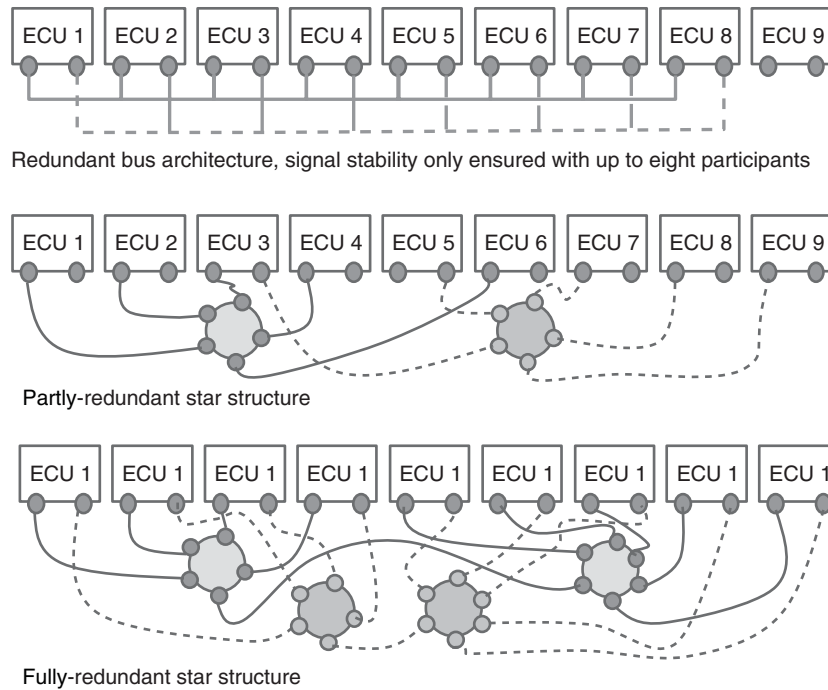 ECU 1 ECU 2 ECU 3 ECU 4 ECU 5 ECU 6 ECU 7 ECU 8 ECU 9
Redundant bus architecture, signal stability only ensured with up to eight participants
ECU 1 ECU 2 ECU 3 ECU 4 ECU 5 ECU 6 ECU 7 ECU 8 ECU 9
Partly-redundant star structure
ECU 1 ECU 1 ECU 1 ECU 1 ECU 1 ECU 1 ECU 1 ECU 1 ECU 1
Fully-redundant star structure